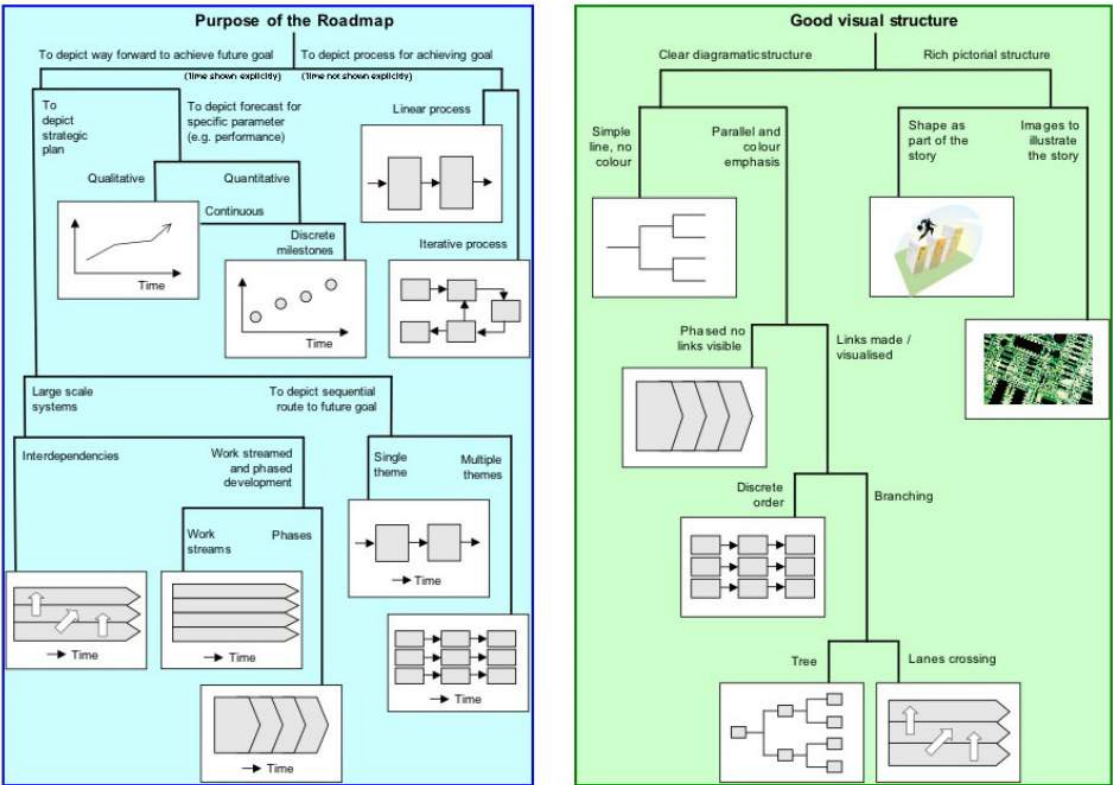 Purpose of the Roadmap
To depict way forward to achieve future goal
(Time shown explicitly)
To depict process for achieving goal
(Time not shown explicitly)
To
depict
strategic
plan
To depict forecast for
specific parameter
(e.g. performance)
Linear process
Qualitative
Quantitative
Continuous
Discrete
milestones
Time
Time
Iterative process
Large scale
systems
To depict sequential
route to future goal
Interdependencies
Work streamed
and phased
development
Single
theme
Multiple
themes
Work
streams
Phases
Time
Time
Time
Time
Time
Good visual structure
Clear diagramaticstructure
Rich pictorial structure
Simple
line, no
colour
Parallel and
colour
emphasis
Shape as
part of the
story
Images to
illustrate
the story
Phased no
links visible
Links made /
visualised
Discrete
order
Branching
Tree
Lanes crossing